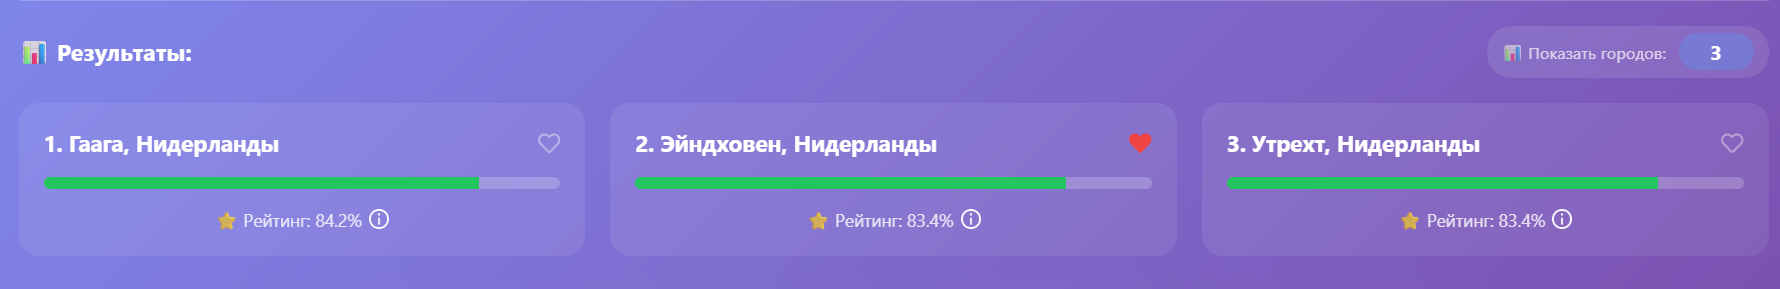 Результаты:
Показать городов: 3
1. Гаага, Нидерланды
Рейтинг: 84.2%
2. Эйндховен, Нидерланды
Рейтинг: 83.4%
3. Утрехт, Нидерланды
Рейтинг: 83.4%